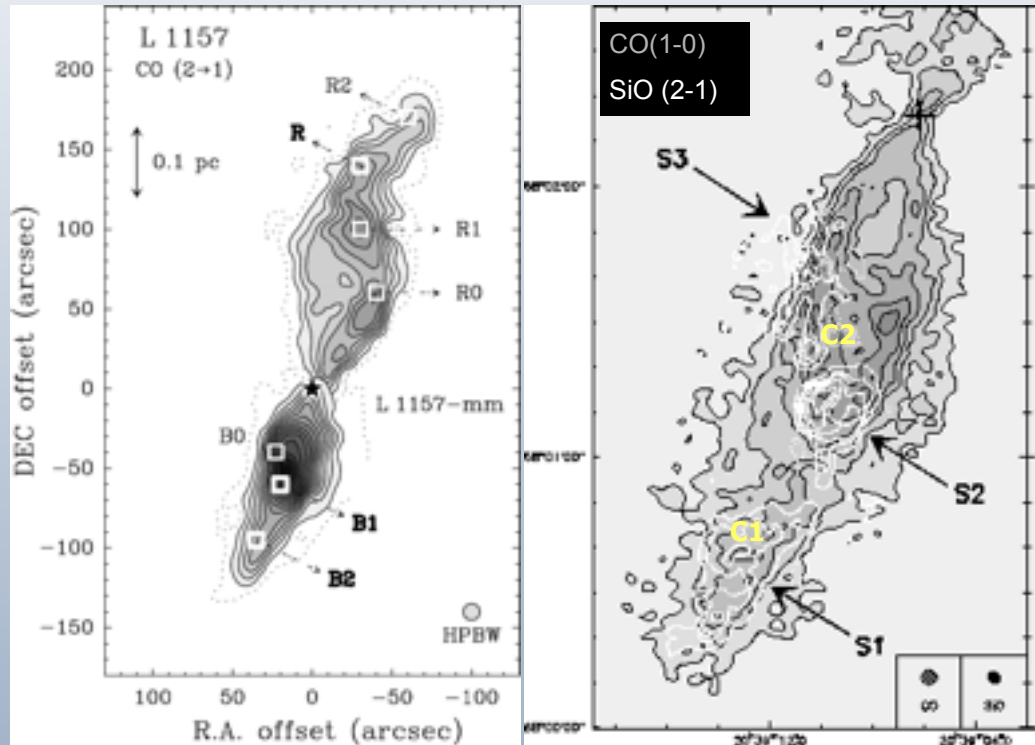 L 1157
CO (2→1)
200
150
100
50
0
-50
-100
-150
0.1 pc
R2
R
R1
R0
L 1157-mm
B0
B1
B2
HPBW
DEC offset (arcsec)
100
50
0
-50
-100
R.A. offset (arcsec)
CO(1-0)
SiO (2-1)
S3
C2
S2
C1
S1